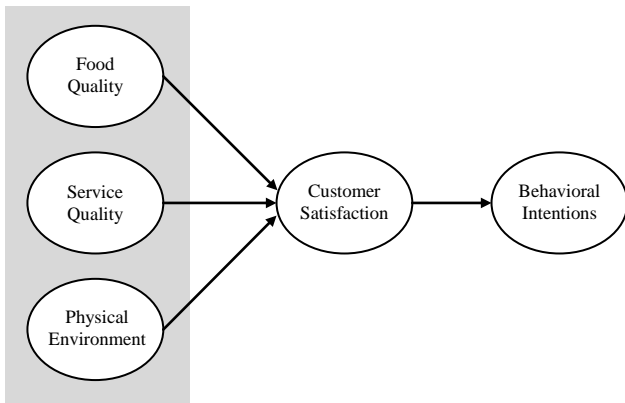 Food
Quality
Service
Quality
Physical
Environment
Customer
Satisfaction
Behavioral
Intentions